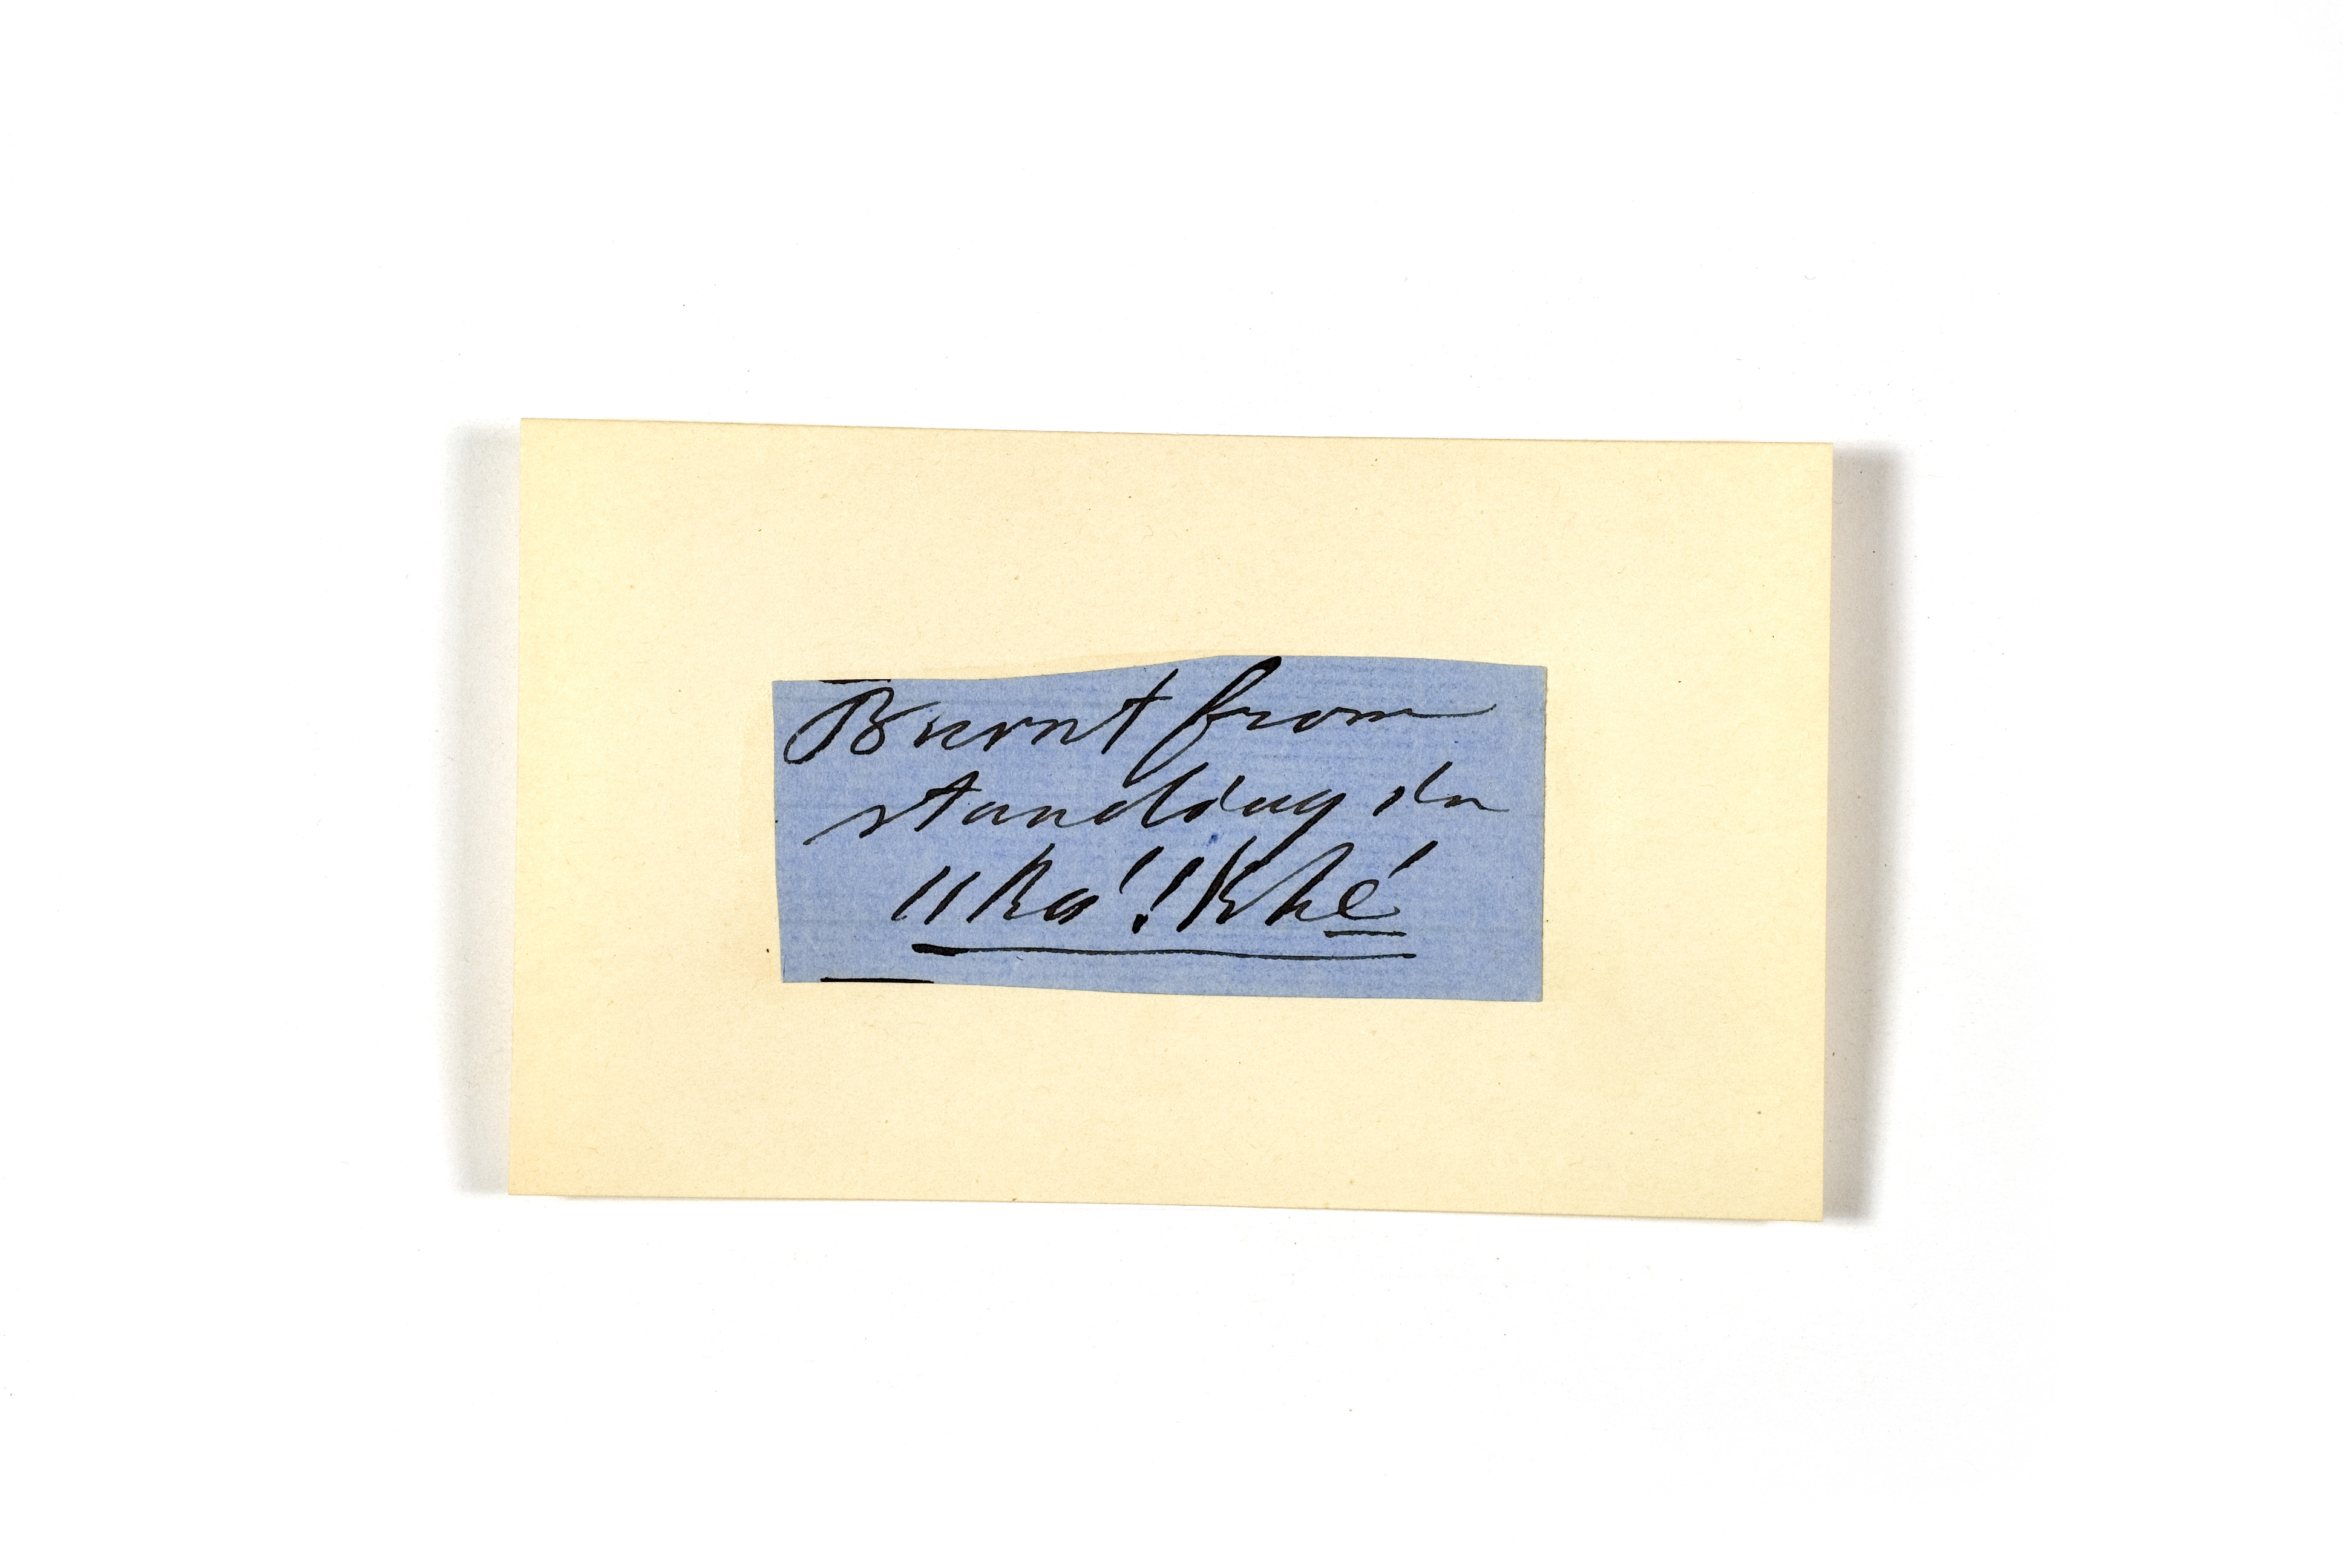 Burnt from
standing in
"Ka'! Khé